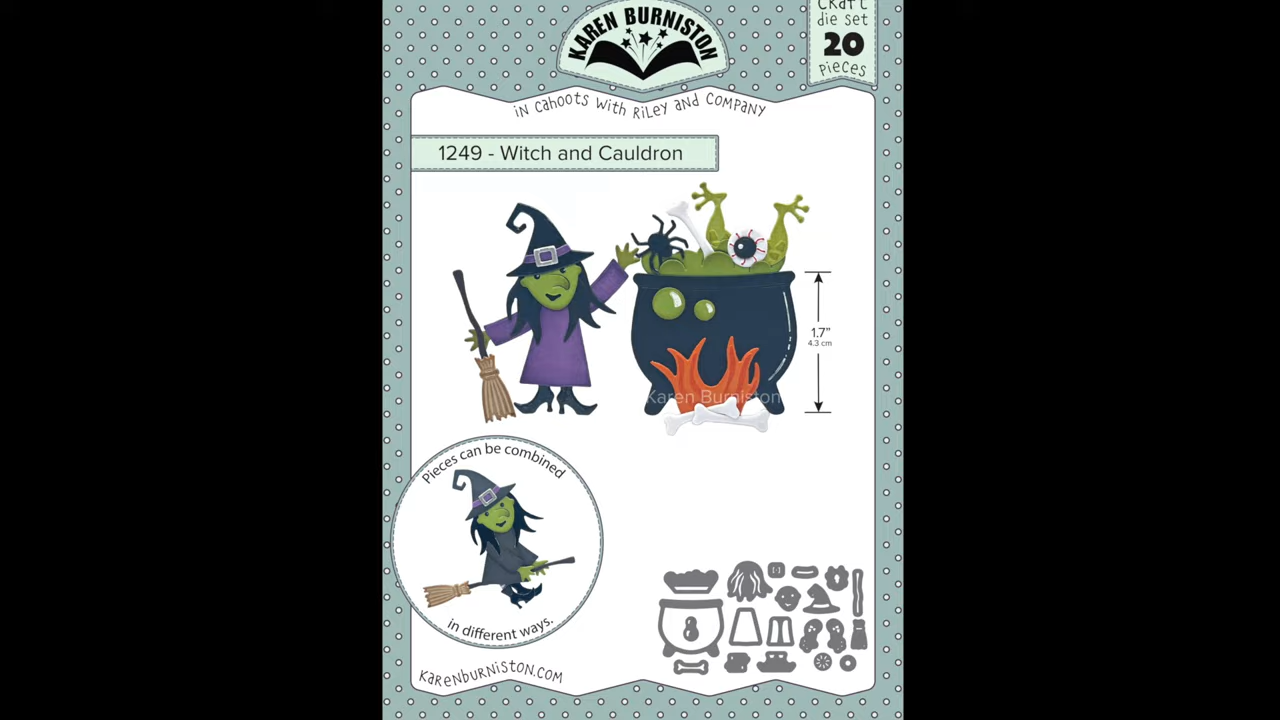 Craft
die set
20
pieces
KAREN BURNISTON
in cahoots with Riley and Company
1249 - Witch and Cauldron
1.7"
4.3 cm
Karen Burniston
Pieces can be combined
in different ways.
karenburniston.com